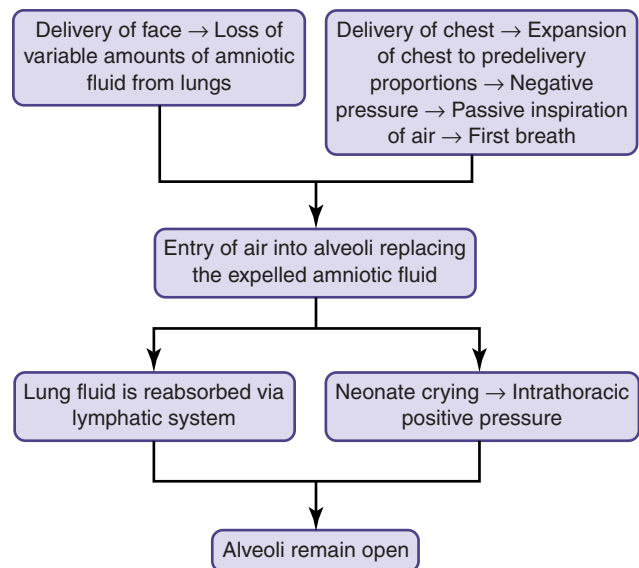 Delivery of face → Loss of
variable amounts of amniotic
fluid from lungs
Delivery of chest → Expansion
of chest to predelivery
proportions → Negative
pressure → Passive inspiration
of air → First breath
Entry of air into alveoli replacing
the expelled amniotic fluid
Lung fluid is reabsorbed via
lymphatic system
Neonate crying → Intrathoracic
positive pressure
Alveoli remain open